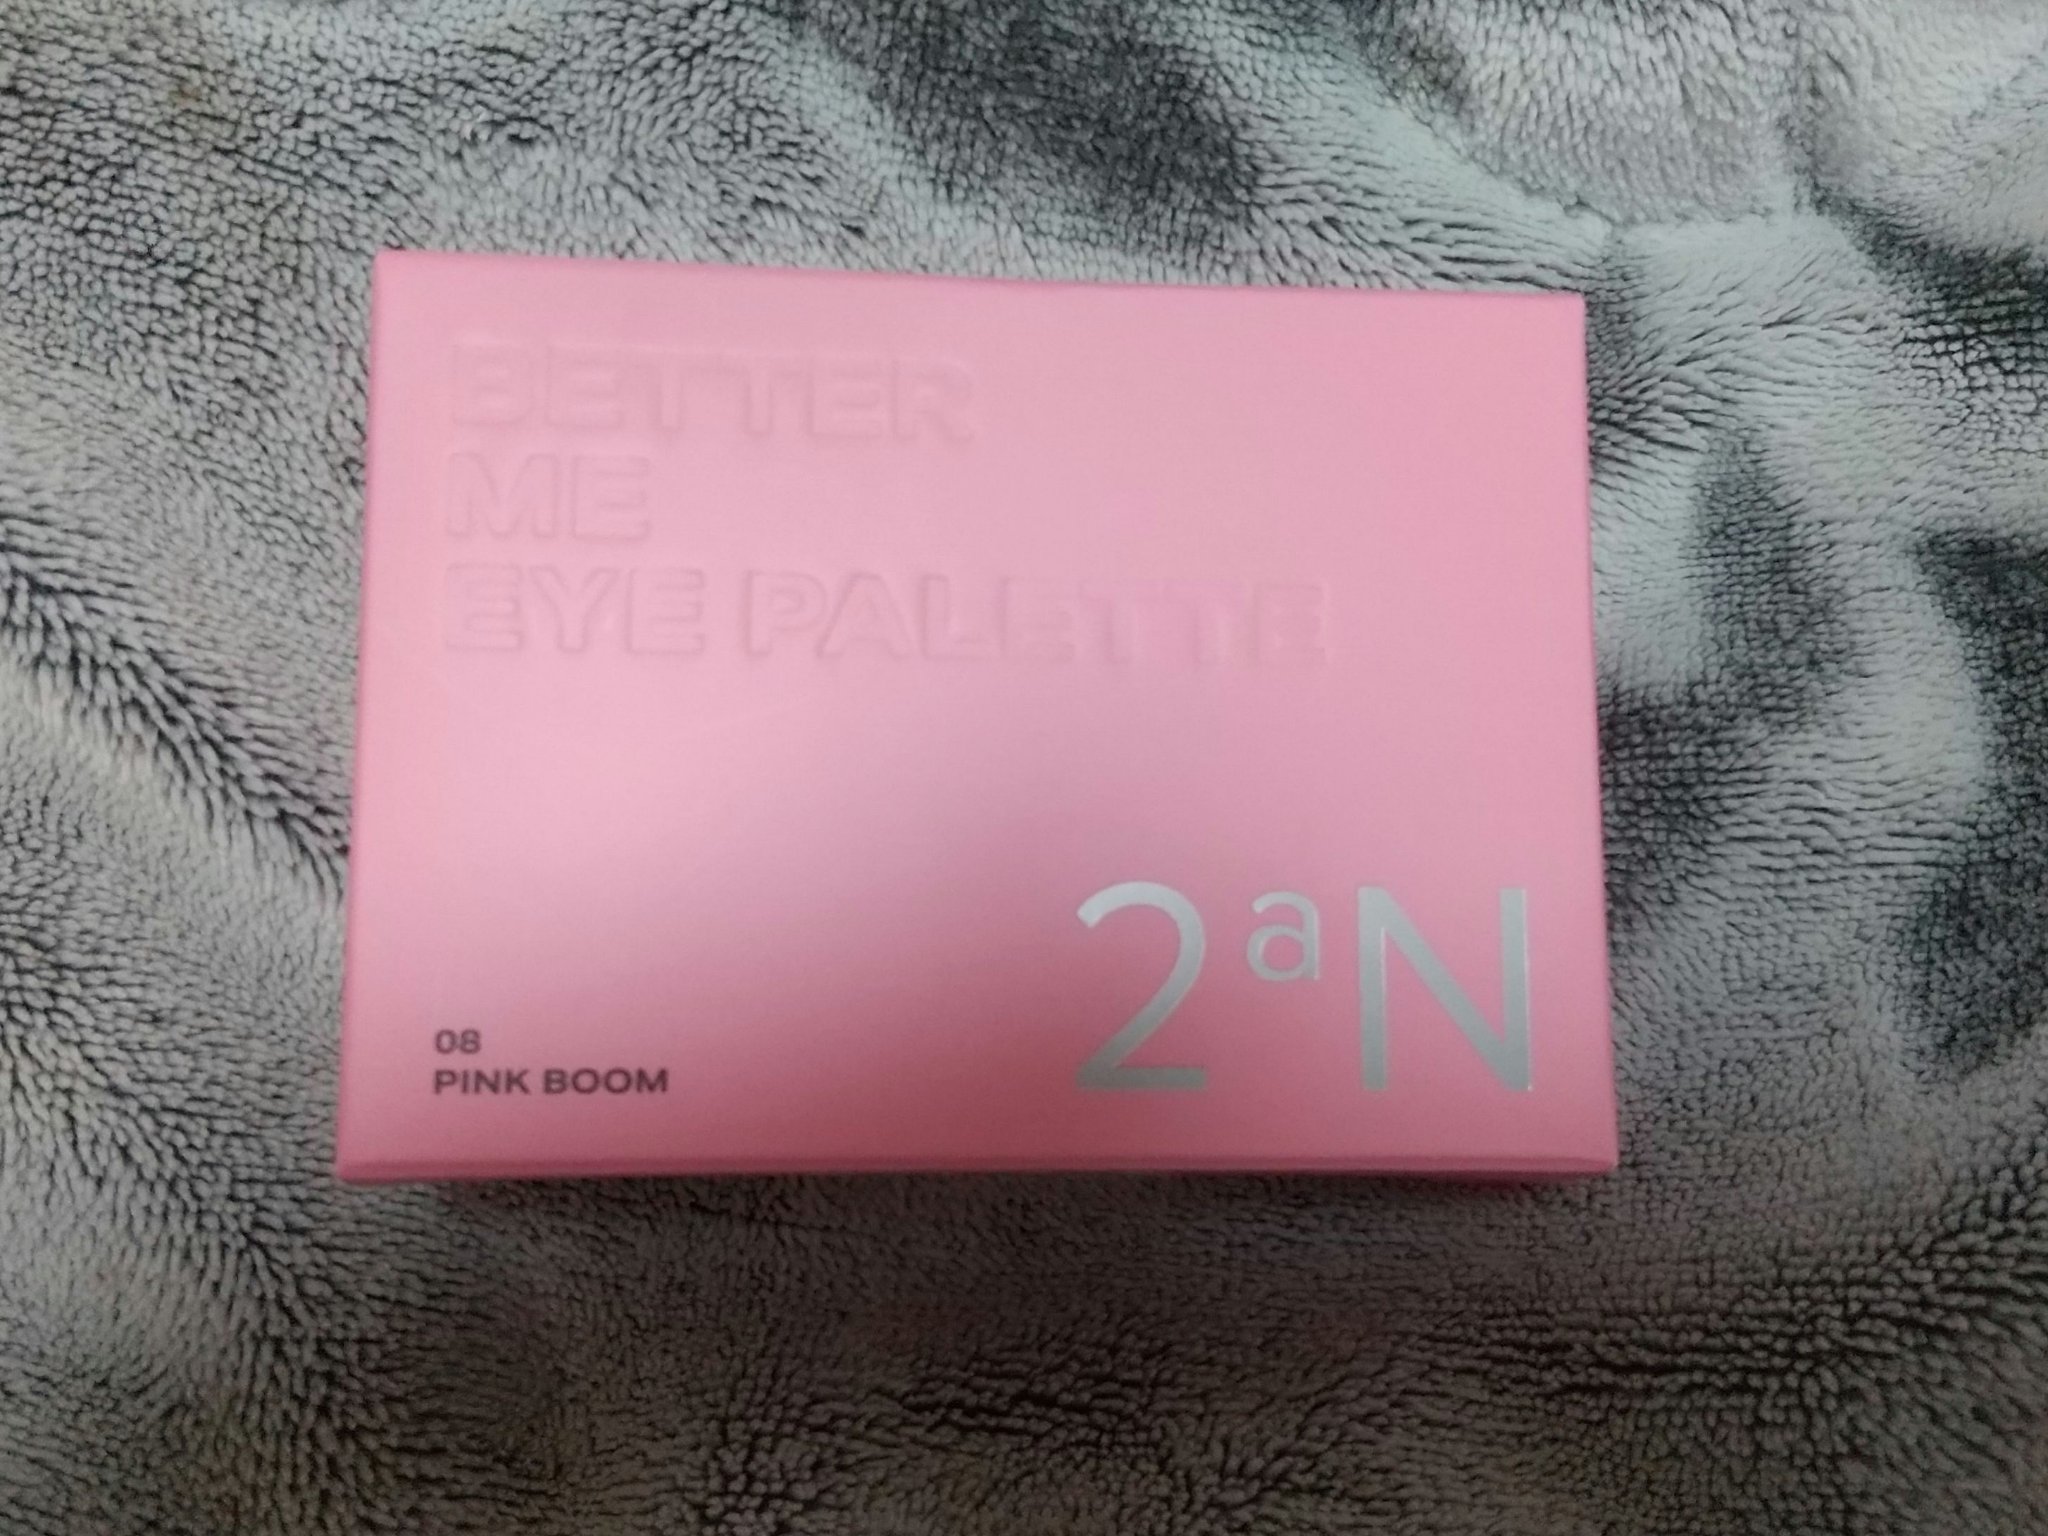 BETTER
ME
EYE PALETTE
2aN
08
PINK BOOM